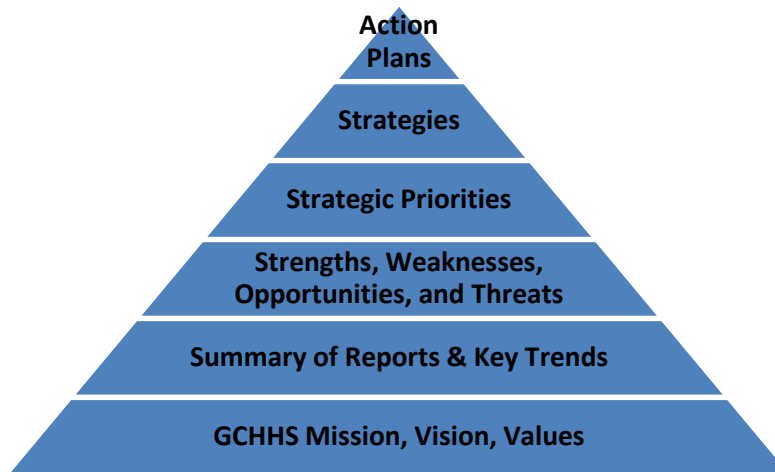 Action
Plans
Strategies
Strategic Priorities
Strengths, Weaknesses,
Opportunities, and Threats
Summary of Reports & Key Trends
GCHHS Mission, Vision, Values